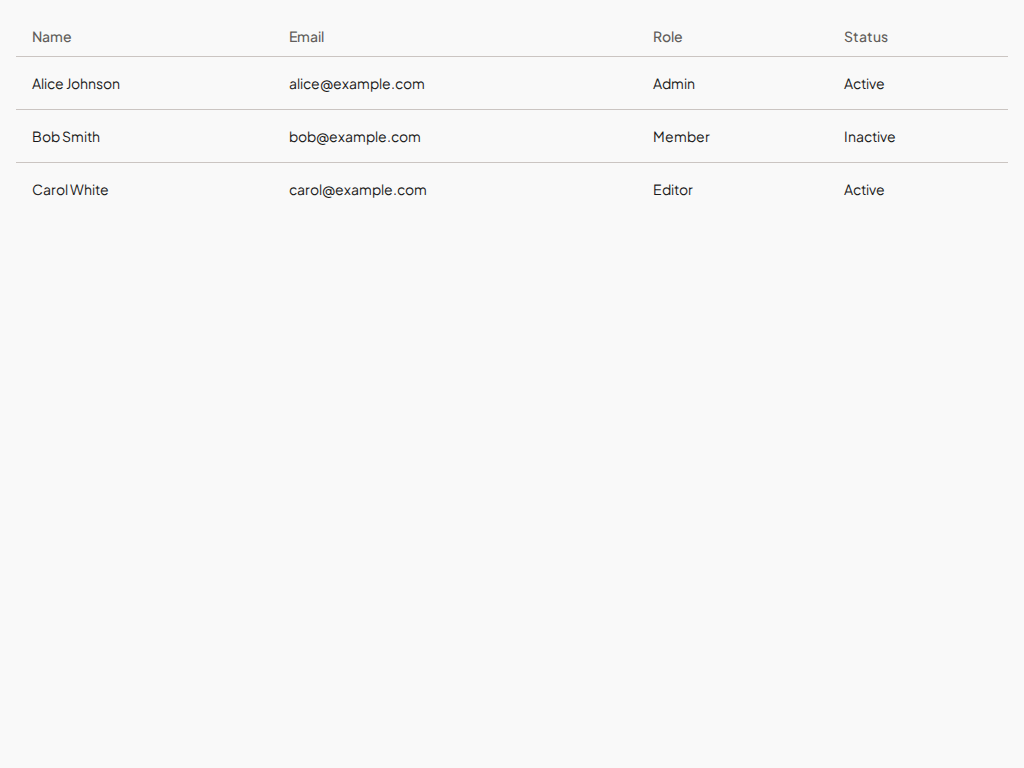 Name Email Role Status
Alice Johnson alice@example.com Admin Active
Bob Smith bob@example.com Member Inactive
Carol White carol@example.com Editor Active